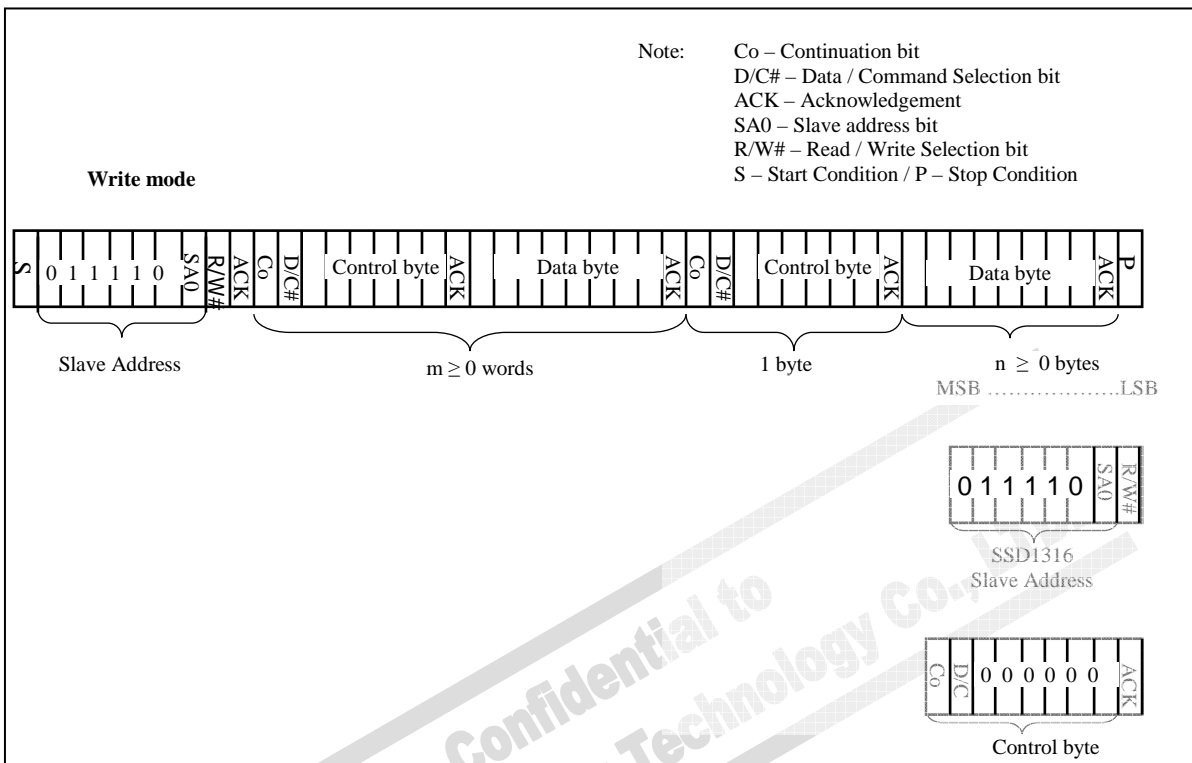 Note: Co – Continuation bit
D/C# – Data / Command Selection bit
ACK – Acknowledgement
SA0 – Slave address bit
R/W# – Read / Write Selection bit
S – Start Condition / P – Stop Condition
Write mode
S 0 1 1 1 1 0 SA0 R/W# ACK Co D/C# Control byte ACK Data byte ACK Co D/C# Control byte ACK Data byte ACK P
Slave Address m ≥ 0 words 1 byte n ≥ 0 bytes
MSB ………………….LSB
0 1 1 1 1 0 SA0 R/W#
SSD1316
Slave Address
Co D/C 0 0 0 0 0 0 ACK
Control byte
Confidential to
Technology Co.,